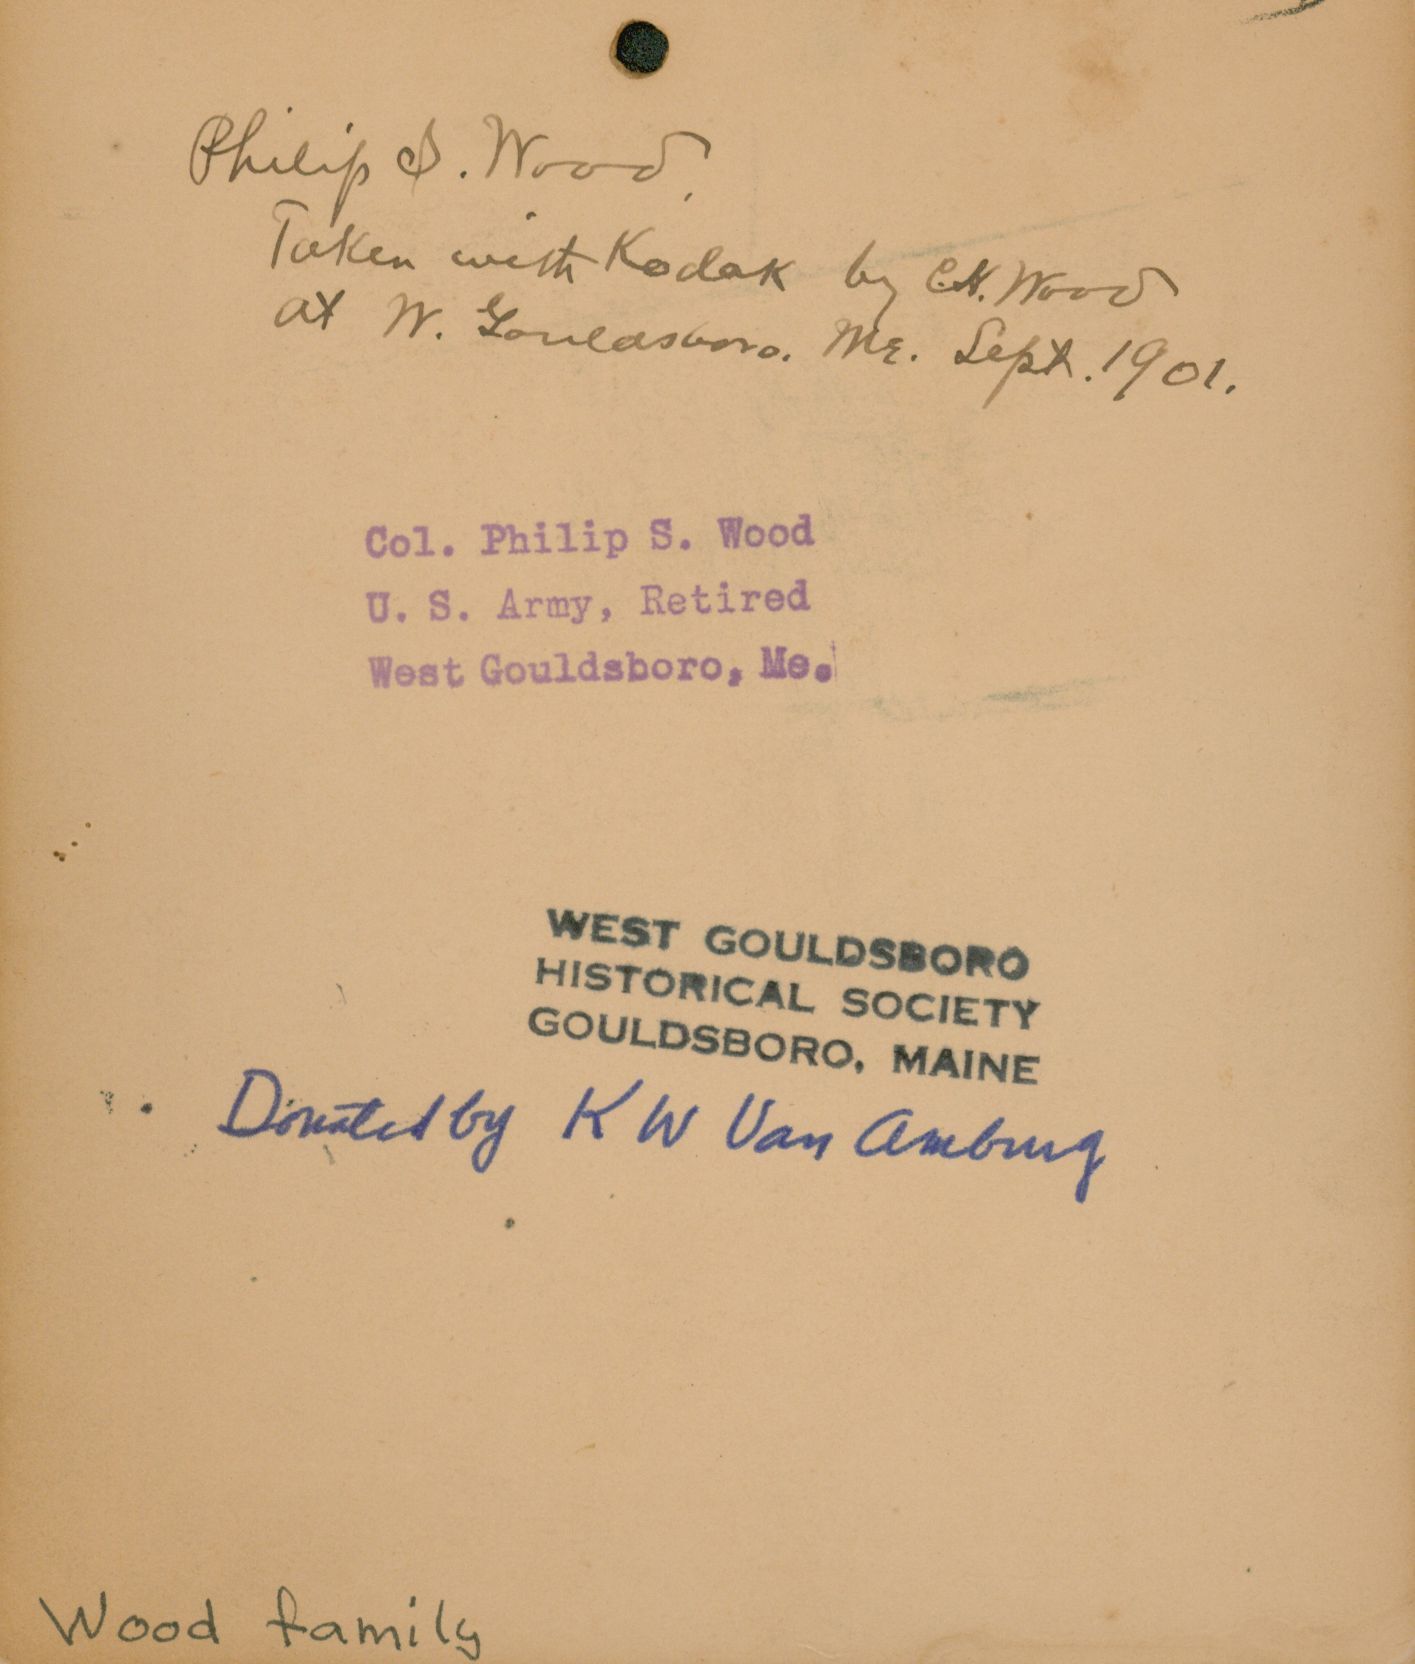 Philip S. Wood.
Taken with Kodak by C.H. Wood
at W. Gouldsboro. Me. Sept. 1901.
Col. Philip S. Wood
U. S. Army, Retired
West Gouldsboro, Me.
WEST GOULDSBORO
HISTORICAL SOCIETY
GOULDSBORO, MAINE
Donated by K W Van Amburg
Wood family